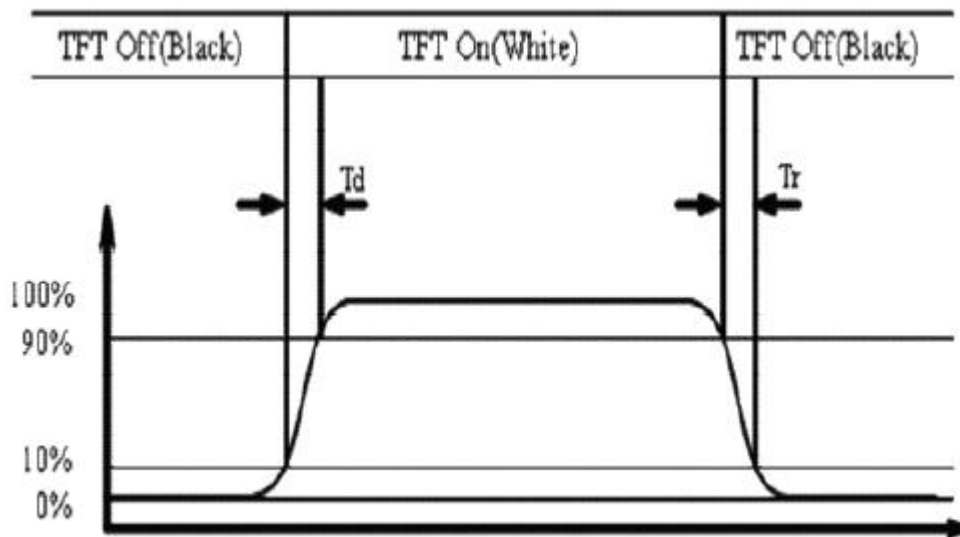 TFT Off(Black) TFT On(White) TFT Off(Black)
Td Tr
100%
90%
10%
0%